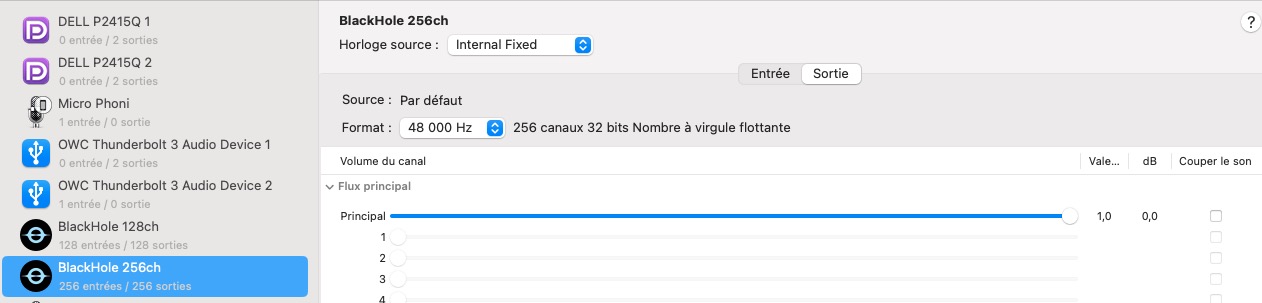 DELL P2415Q 1
0 entrée / 2 sorties
DELL P2415Q 2
0 entrée / 2 sorties
Micro Phoni
1 entrée / 0 sortie
OWC Thunderbolt 3 Audio Device 1
0 entrée / 2 sorties
OWC Thunderbolt 3 Audio Device 2
1 entrée / 0 sortie
BlackHole 128ch
128 entrées / 128 sorties
BlackHole 256ch
256 entrées / 256 sorties
BlackHole 256ch
?
Horloge source : Internal Fixed
Entrée Sortie
Source : Par défaut
Format : 48 000 Hz 256 canaux 32 bits Nombre à virgule flottante
Volume du canal Vale... dB Couper le son
Flux principal
Principal 1,0 0,0
1
2
3
4